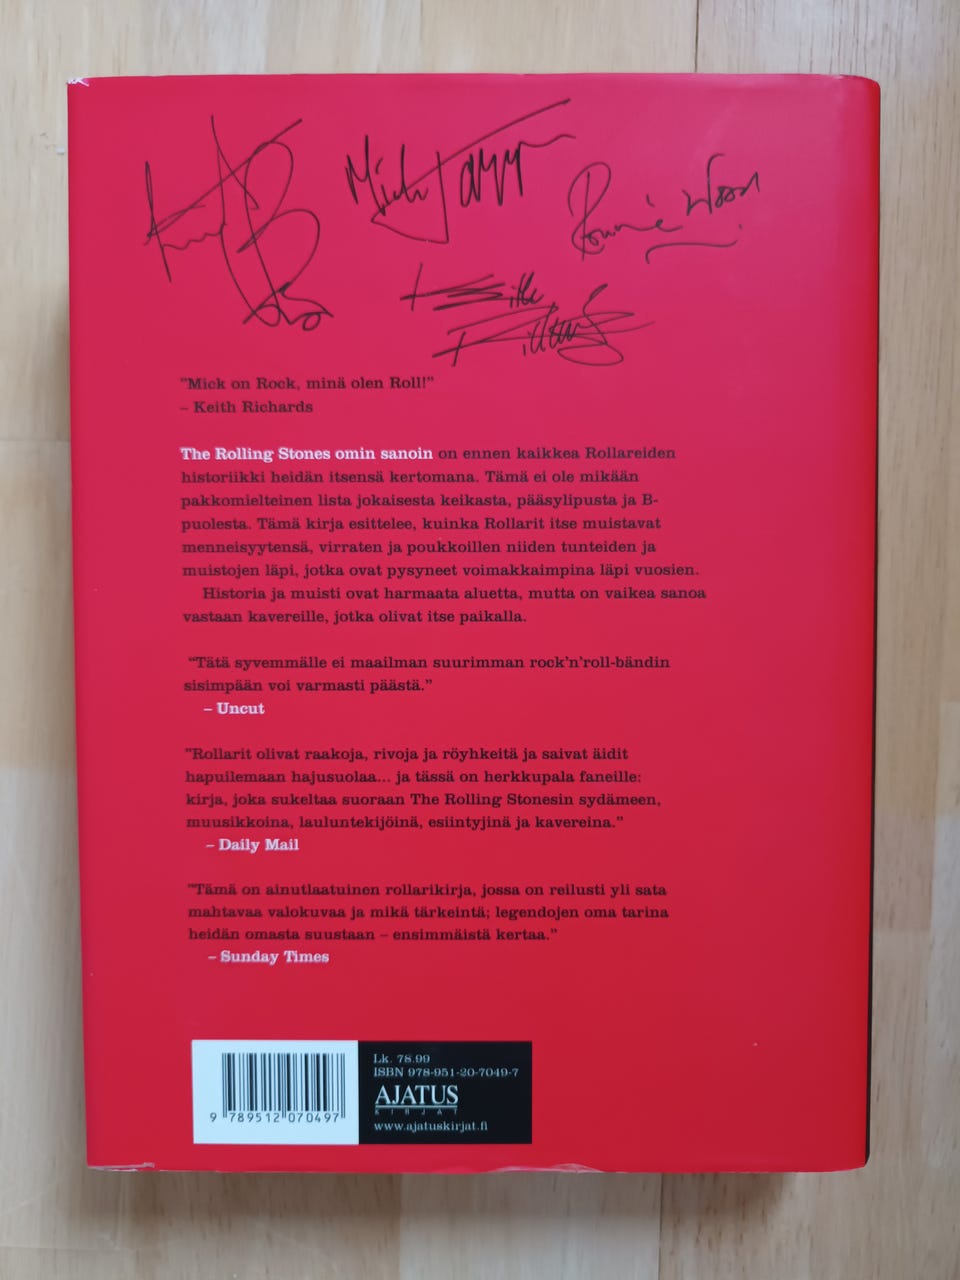 Mick Taylor
Ronnie Wood
"Mick on Rock, minä olen Roll!"
– Keith Richards
The Rolling Stones omin sanoin on ennen kaikkea Rollareiden
historiikki heidän itsensä kertomana. Tämä ei ole mikään
pakkomielteinen lista jokaisesta keikasta, pääsylipusta ja B-
puolesta. Tämä kirja esittelee, kuinka Rollarit itse muistavat
menneisyytensä, virraten ja poukkoillen niiden tunteiden ja
muistojen läpi, jotka ovat pysyneet voimakkaimpina läpi vuosien.
Historia ja muisti ovat harmaata aluetta, mutta on vaikea sanoa
vastaan kavereille, jotka olivat itse paikalla.
"Tätä syvemmälle ei maailman suurimman rock'n'roll-bändin
sisimpään voi varmasti päästä."
– Uncut
"Rollarit olivat raakoja, rivoja ja röyhkeitä ja saivat äidit
hapuilemaan hajusuolaa... ja tässä on herkkupala faneille:
kirja, joka sukeltaa suoraan The Rolling Stonesin sydämeen,
muusikkoina, lauluntekijöinä, esiintyjinä ja kavereina."
– Daily Mail
"Tämä on ainutlaatuinen rollarikirja, jossa on reilusti yli sata
mahtavaa valokuvaa ja mikä tärkeintä; legendojen oma tarina
heidän omasta suustaan – ensimmäistä kertaa."
– Sunday Times
Lk. 78.99
ISBN 978-951-20-7049-7
AJATUS
KIRJAT
www.ajatuskirjat.fi
9 789512 070497